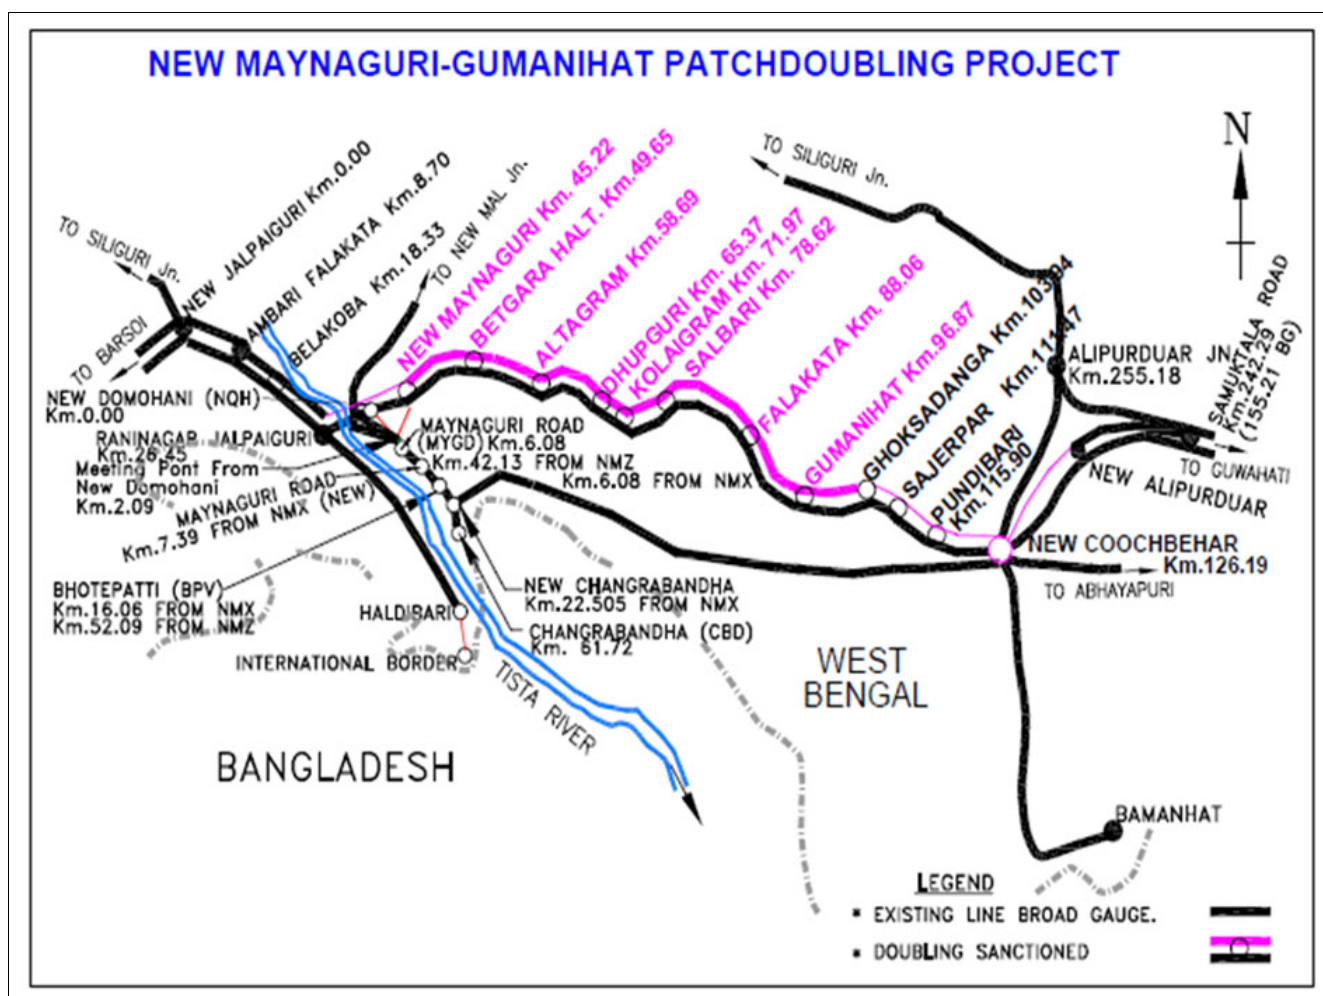 NEW MAYNAGURI-GUMANIHAT PATCHDOUBLING PROJECT
N
TO SILIGURI Jn.
TO BARSOI
NEW JALPAIGURI Km.0.00
AMBARI FALAKATA Km.8.70
BELAKOBA Km.18.33
TO NEW MAL Jn.
NEW MAYNAGURI Km. 45.22
BETGARA HALT. Km.49.65
ALTAGRAM Km.58.69
DHUPGURI Km. 65.37
KOLAIGRAM Km. 71.97
SALBARI Km. 78.62
FALAKATA Km. 88.06
GUMANIHAT Km.96.87
GHOKSADANGA Km.103.94
SAJERPAR Km.111.47
PUNDIBARI
Km.115.90
TO SILIGURI Jn.
ALIPURDUAR JN.
Km.255.18
SAMUKTALA ROAD
Km.242.29
(155.21 BG)
TO GUWAHATI
NEW ALIPURDUAR
NEW COOCHBEHAR
Km.126.19
TO ABHAYAPURI
NEW DOMOHANI (NQH)
Km.0.00
RANINAGAR JALPAIGURI
Km.26.45
Meeting Pont From
New Domohani
Km.2.09
MAYNAGURI ROAD
(MYGD) Km.6.08
Km.42.13 FROM NMZ
Km.6.08 FROM NMX
MAYNAGURI ROAD
Km.7.39 FROM NMX (NEW)
BHOTEPATTI (BPV)
Km.16.06 FROM NMX
Km.52.09 FROM NMZ
HALDIBARI
INTERNATIONAL BORDER
NEW CHANGRABANDHA
Km.22.505 FROM NMX
CHANGRABANDHA (CBD)
Km. 61.72
TISTA RIVER
WEST
BENGAL
BANGLADESH
BAMANHAT
LEGEND
* EXISTING LINE BROAD GAUGE.
* DOUBLING SANCTIONED